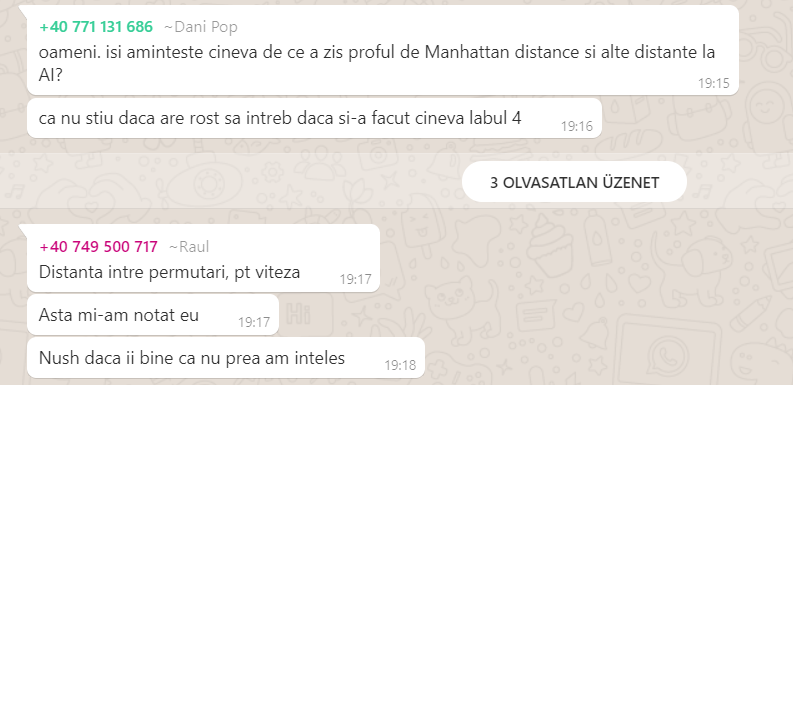 +40 771 131 686 ~Dani Pop
oameni. isi aminteste cineva de ce a zis proful de Manhattan distance si alte distante la
AI?
19:15
ca nu stiu daca are rost sa intreb daca si-a facut cineva labul 4
19:16
3 OLVASATLAN ÜZENET
+40 749 500 717 ~Raul
Distanta intre permutari, pt viteza
19:17
Asta mi-am notat eu
19:17
Nush daca ii bine ca nu prea am inteles
19:18